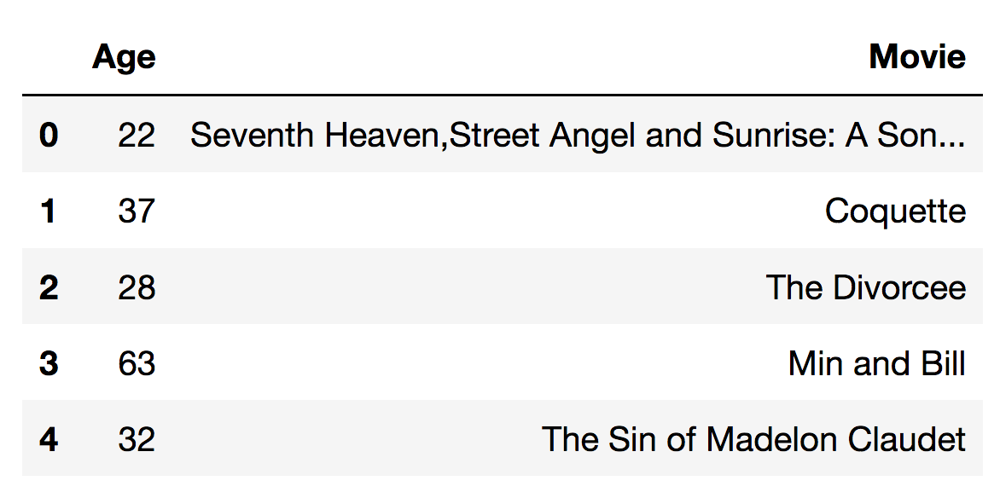 Age Movie
0 22 Seventh Heaven,Street Angel and Sunrise: A Son...
1 37 Coquette
2 28 The Divorcee
3 63 Min and Bill
4 32 The Sin of Madelon Claudet